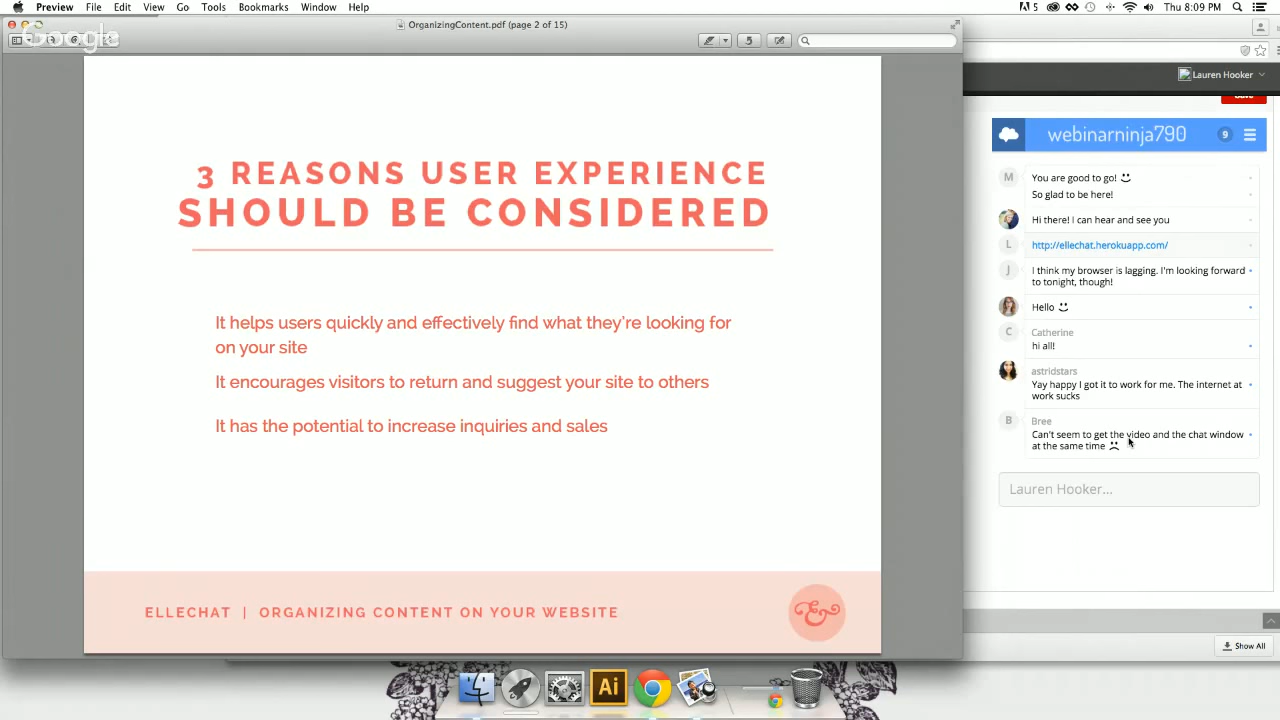 Preview File Edit View Go Tools Bookmarks Window Help
5 Thu 8:09 PM
OrganizingContent.pdf (page 2 of 15)
Google
5
Lauren Hooker
3 REASONS USER EXPERIENCE
SHOULD BE CONSIDERED
It helps users quickly and effectively find what they're looking for
on your site
It encourages visitors to return and suggest your site to others
It has the potential to increase inquiries and sales
ELLECHAT | ORGANIZING CONTENT ON YOUR WEBSITE
E
webinarninja790 9
M
You are good to go!
So glad to be here!
Hi there! I can hear and see you
L
http://ellechat.herokuapp.com/
J
I think my browser is lagging. I'm looking forward
to tonight, though!
Hello
C
Catherine
hi all!
astridstars
Yay happy I got it to work for me. The internet at
work sucks
B
Bree
Can't seem to get the video and the chat window
at the same time
Lauren Hooker...
Show All
Ai